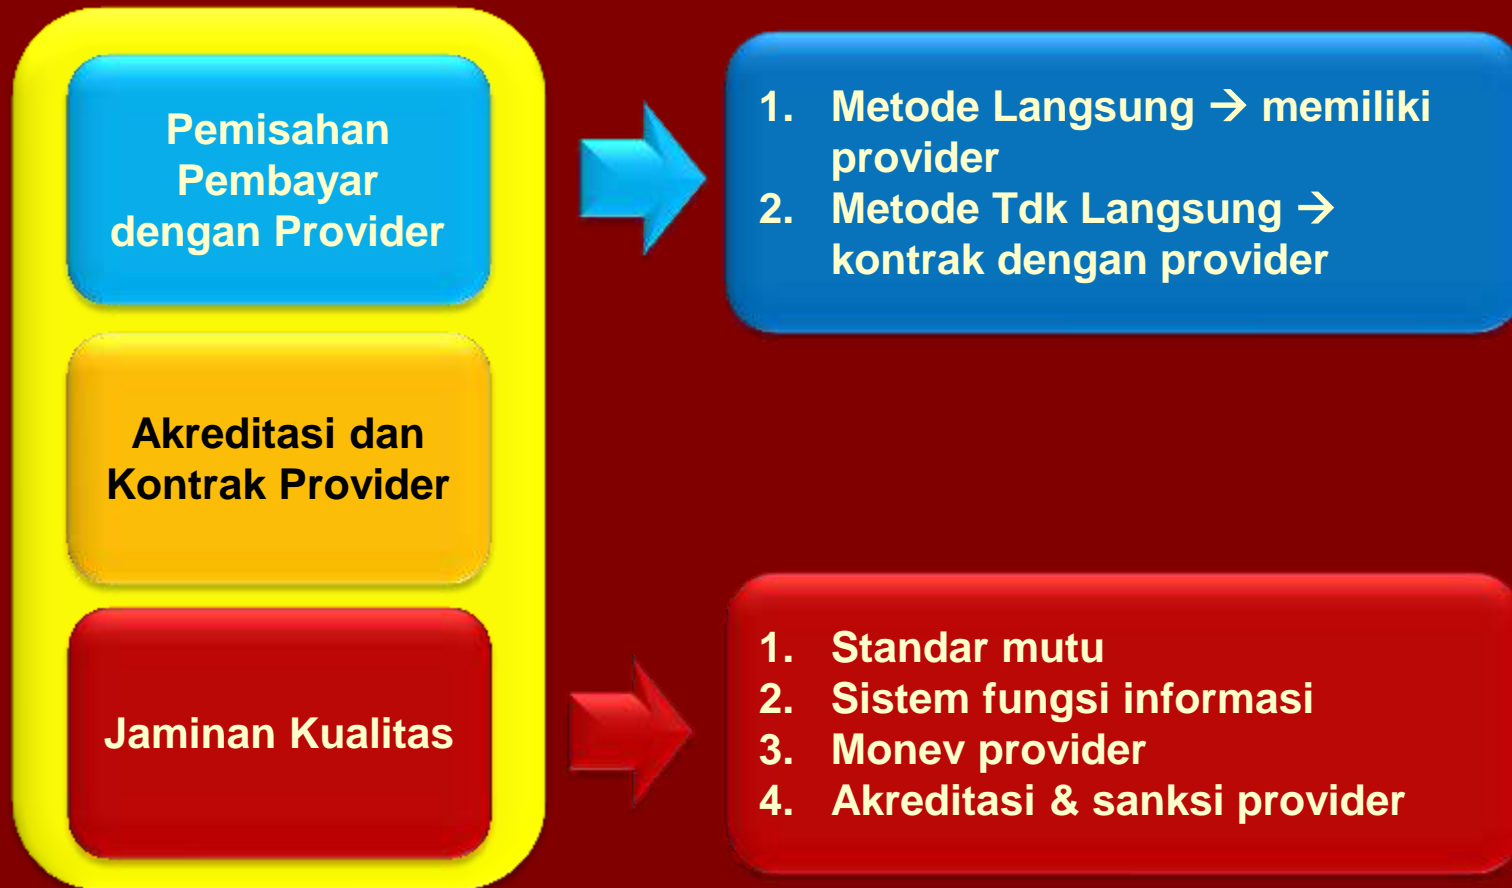 Pemisahan
Pembayar
dengan Provider
1. Metode Langsung → memiliki
provider
2. Metode Tdk Langsung →
kontrak dengan provider
Akreditasi dan
Kontrak Provider
Jaminan Kualitas
1. Standar mutu
2. Sistem fungsi informasi
3. Monev provider
4. Akreditasi & sanksi provider